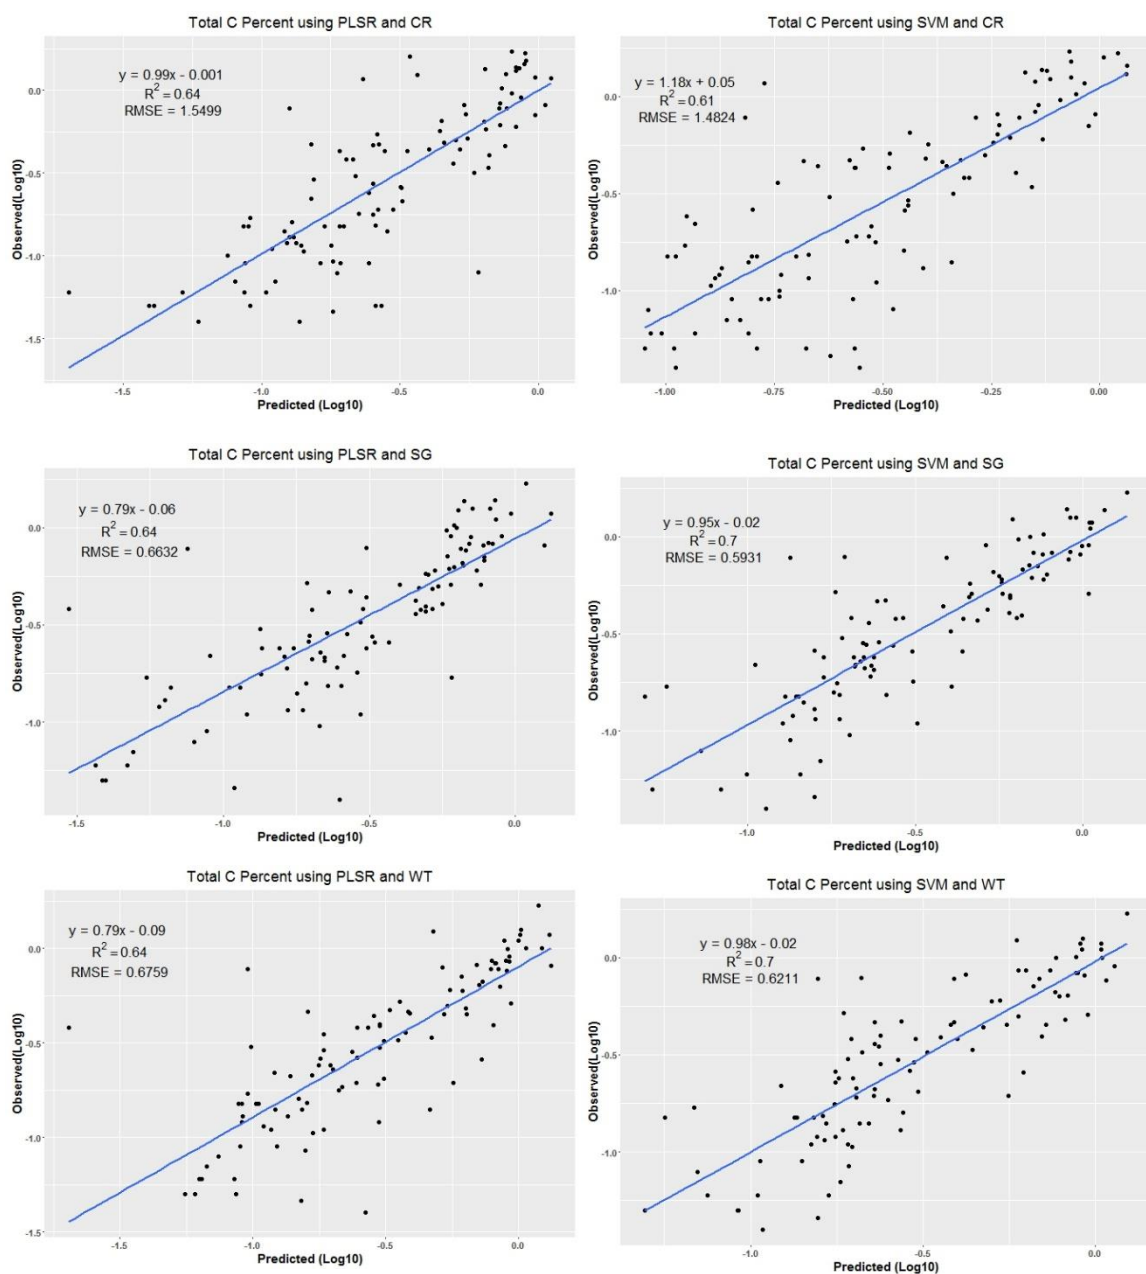 Total C Percent using PLSR and CR
y = 0.99x - 0.001
R² = 0.64
RMSE = 1.5499
0.0
-0.5
-1.0
-1.5
Observed(Log10)
-1.5 -1.0 -0.5 0.0
Predicted (Log10)
Total C Percent using SVM and CR
y = 1.18x + 0.05
R² = 0.61
RMSE = 1.4824
0.0
-0.5
-1.0
Observed(Log10)
-1.00 -0.75 -0.50 -0.25 0.00
Predicted (Log10)
Total C Percent using PLSR and SG
y = 0.79x - 0.06
R² = 0.64
RMSE = 0.6632
0.0
-0.5
-1.0
Observed(Log10)
-1.5 -1.0 -0.5 0.0
Predicted (Log10)
Total C Percent using SVM and SG
y = 0.95x - 0.02
R² = 0.7
RMSE = 0.5931
0.0
-0.5
-1.0
Observed(Log10)
-1.0 -0.5 0.0
Predicted (Log10)
Total C Percent using PLSR and WT
y = 0.79x - 0.09
R² = 0.64
RMSE = 0.6759
0.0
-0.5
-1.0
-1.5
Observed(Log10)
-1.5 -1.0 -0.5 0.0
Predicted (Log10)
Total C Percent using SVM and WT
y = 0.98x - 0.02
R² = 0.7
RMSE = 0.6211
0.0
-0.5
-1.0
Observed(Log10)
-1.0 -0.5 0.0
Predicted (Log10)